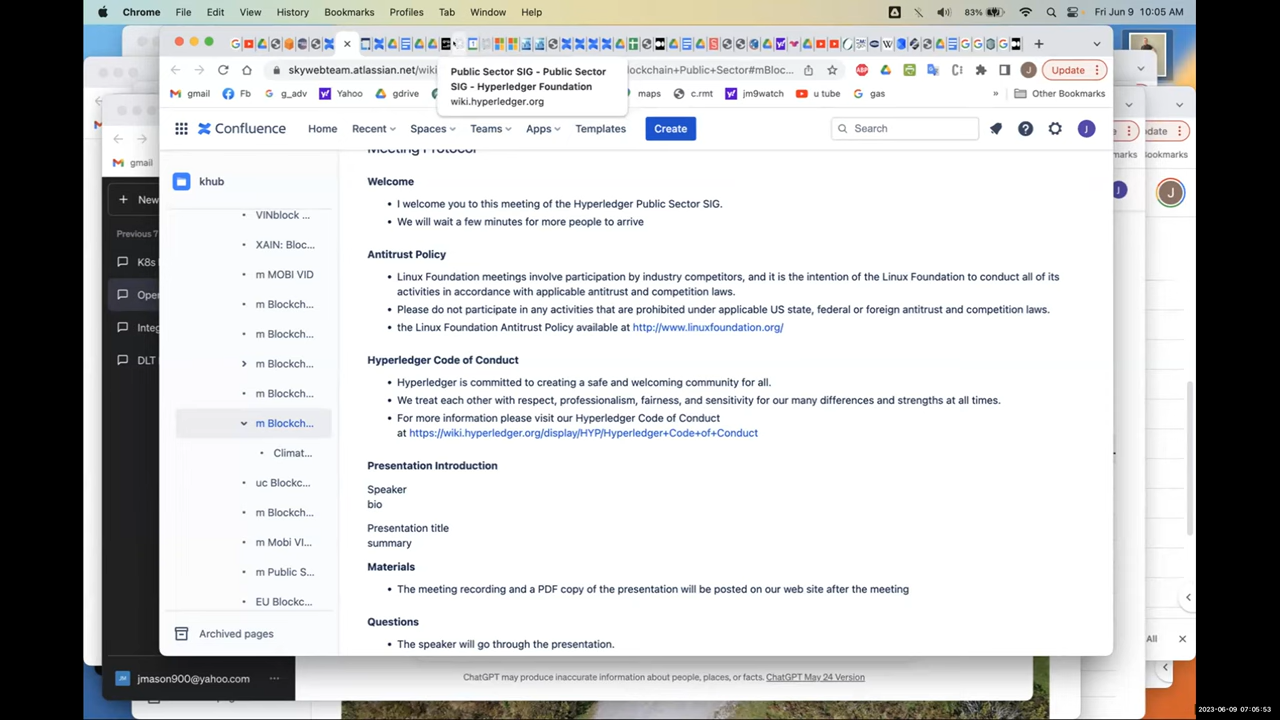 Chrome File Edit View History Bookmarks Profiles Tab Window Help 83% Fri Jun 9 10:05 AM
skywebteam.atlassian.net/wiki
lockchain+Public+Sector#mBloc...
Update
Public Sector SIG - Public Sector
SIG - Hyperledger Foundation
wiki.hyperledger.org
gmail Fb g_adv Yahoo gdrive maps c.rmt jm9watch u tube gas » Other Bookmarks
Confluence Home Recent Spaces Teams Apps Templates Create Search
khub
VINblock ...
XAIN: Bloc...
m MOBI VID
m Blockch...
m Blockch...
m Blockch...
m Blockch...
m Blockch...
Climat...
uc Blockc...
m Blockch...
m Mobi VI...
m Public S...
EU Blockc...
Archived pages
Meeting Protocol
Welcome
• I welcome you to this meeting of the Hyperledger Public Sector SIG.
• We will wait a few minutes for more people to arrive
Antitrust Policy
• Linux Foundation meetings involve participation by industry competitors, and it is the intention of the Linux Foundation to conduct all of its
activities in accordance with applicable antitrust and competition laws.
• Please do not participate in any activities that are prohibited under applicable US state, federal or foreign antitrust and competition laws.
• the Linux Foundation Antitrust Policy available at http://www.linuxfoundation.org/
Hyperledger Code of Conduct
• Hyperledger is committed to creating a safe and welcoming community for all.
• We treat each other with respect, professionalism, fairness, and sensitivity for our many differences and strengths at all times.
• For more information please visit our Hyperledger Code of Conduct
at https://wiki.hyperledger.org/display/HYP/Hyperledger+Code+of+Conduct
Presentation Introduction
Speaker
bio
Presentation title
summary
Materials
• The meeting recording and a PDF copy of the presentation will be posted on our web site after the meeting
Questions
• The speaker will go through the presentation.
gmail
New
Previous 7
K8s
Open
Integ
DLT
jmason900@yahoo.com ...
ChatGPT may produce inaccurate information about people, places, or facts. ChatGPT May 24 Version
date
marks
ookmarks
All
2023-06-09 07:05:53